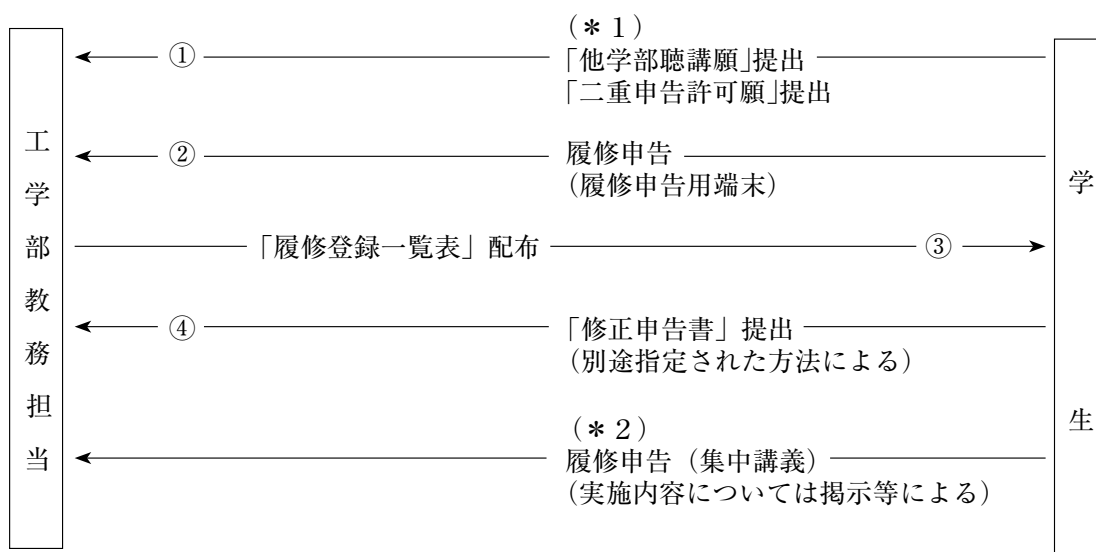 (*1)
① 「他学部聴講願」提出
「二重申告許可願」提出
② 履修申告
(履修申告用端末)
「履修登録一覧表」配布 ③
④ 「修正申告書」提出
(別途指定された方法による)
(*2)
履修申告(集中講義)
(実施内容については掲示等による)
工学部教務担当
学生